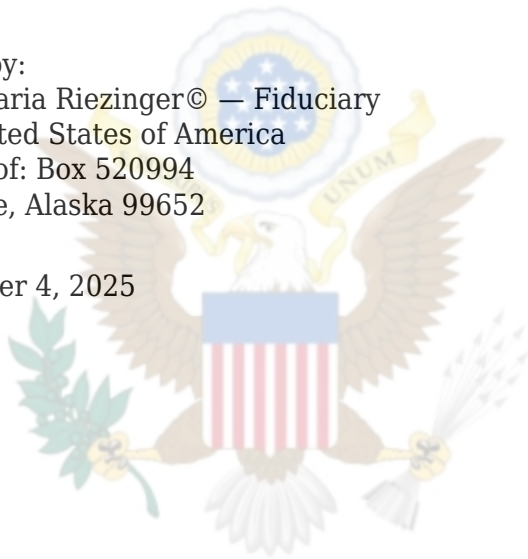 by:
aria Riezinger© — Fiduciary
ted States of America
of: Box 520994
e, Alaska 99652
er 4, 2025
UNUM